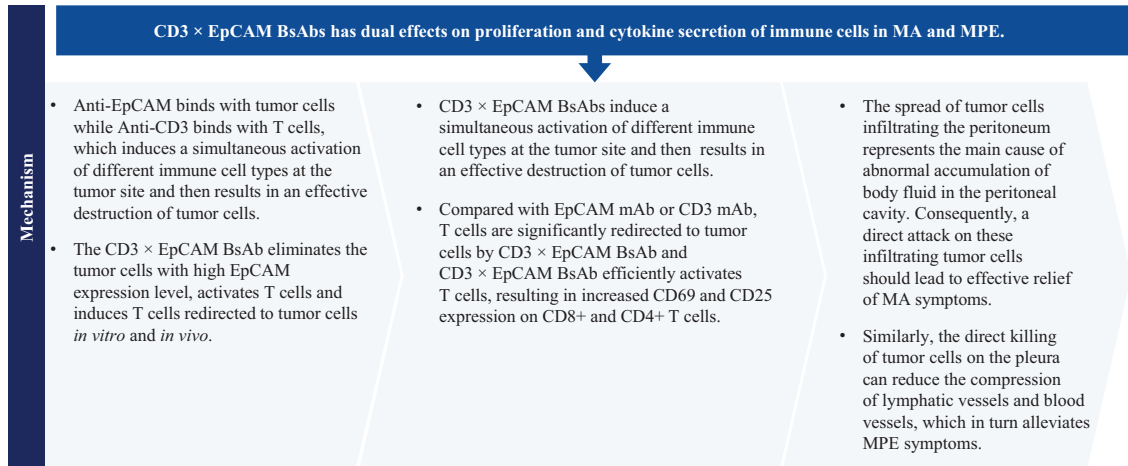 CD3 × EpCAM BsAbs has dual effects on proliferation and cytokine secretion of immune cells in MA and MPE.
Mechanism
• Anti-EpCAM binds with tumor cells
while Anti-CD3 binds with T cells,
which induces a simultaneous activation
of different immune cell types at the
tumor site and then results in an effective
destruction of tumor cells.
• The CD3 × EpCAM BsAb eliminates the
tumor cells with high EpCAM
expression level, activates T cells and
induces T cells redirected to tumor cells
in vitro and in vivo.
• CD3 × EpCAM BsAbs induce a
simultaneous activation of different immune
cell types at the tumor site and then results in
an effective destruction of tumor cells.
• Compared with EpCAM mAb or CD3 mAb,
T cells are significantly redirected to tumor
cells by CD3 × EpCAM BsAb and
CD3 × EpCAM BsAb efficiently activates
T cells, resulting in increased CD69 and CD25
expression on CD8+ and CD4+ T cells.
• The spread of tumor cells
infiltrating the peritoneum
represents the main cause of
abnormal accumulation of
body fluid in the peritoneal
cavity. Consequently, a
direct attack on these
infiltrating tumor cells
should lead to effective relief
of MA symptoms.
• Similarly, the direct killing
of tumor cells on the pleura
can reduce the compression
of lymphatic vessels and blood
vessels, which in turn alleviates
MPE symptoms.